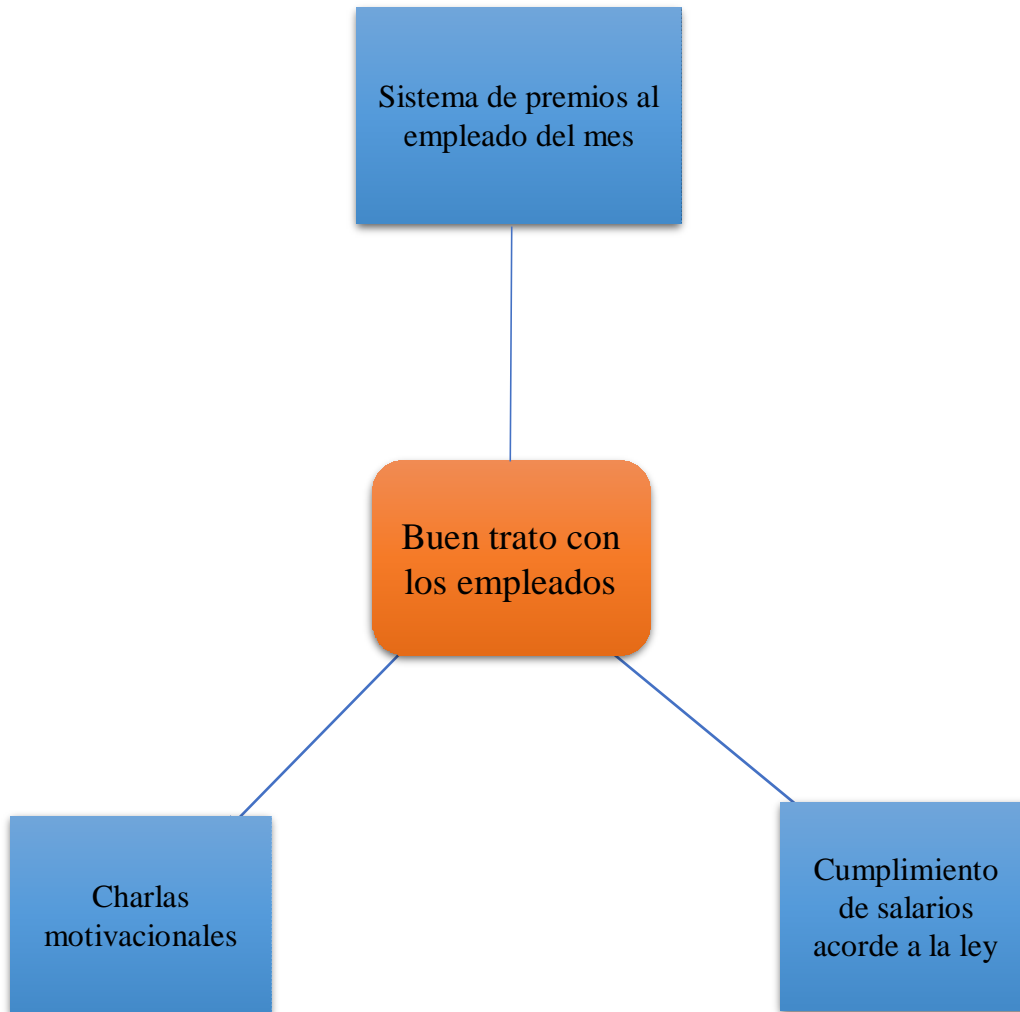 Sistema de premios al
empleado del mes
Buen trato con
los empleados
Charlas
motivacionales
Cumplimiento
de salarios
acorde a la ley